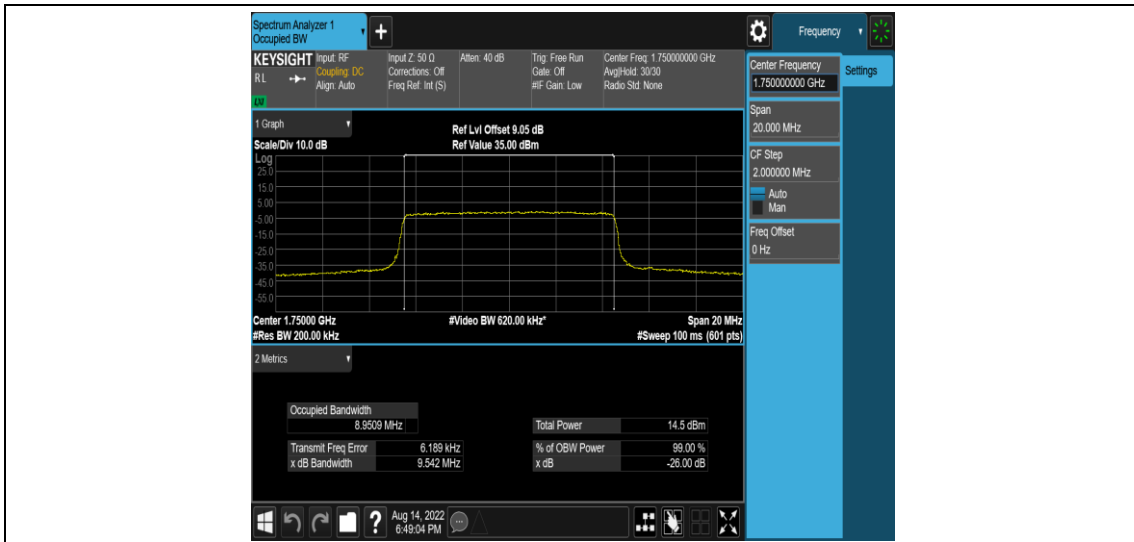 Spectrum Analyzer 1
Occupied BW
+
Frequency
KEYSIGHT
RL
LXI
Input: RF
Coupling: DC
Align: Auto
Input Z: 50 Ω
Corrections: Off
Freq Ref: Int (S)
Atten: 40 dB
Trig: Free Run
Gate: Off
#IF Gain: Low
Center Freq: 1.750000000 GHz
Avg|Hold: 30/30
Radio Std: None
Center Frequency
1.750000000 GHz
Settings
Span
20.000 MHz
CF Step
2.000000 MHz
Auto
Man
Freq Offset
0 Hz
1 Graph
Scale/Div 10.0 dB
Ref Lvl Offset 9.05 dB
Ref Value 35.00 dBm
Log
25.0
15.0
5.00
-5.00
-15.0
-25.0
-35.0
-45.0
-55.0
Center 1.75000 GHz
#Video BW 620.00 kHz*
Span 20 MHz
#Res BW 200.00 kHz
#Sweep 100 ms (601 pts)
2 Metrics
Occupied Bandwidth
8.9509 MHz
Total Power 14.5 dBm
Transmit Freq Error 6.189 kHz
% of OBW Power 99.00 %
x dB Bandwidth 9.542 MHz
x dB -26.00 dB
?
Aug 14, 2022
6:49:04 PM